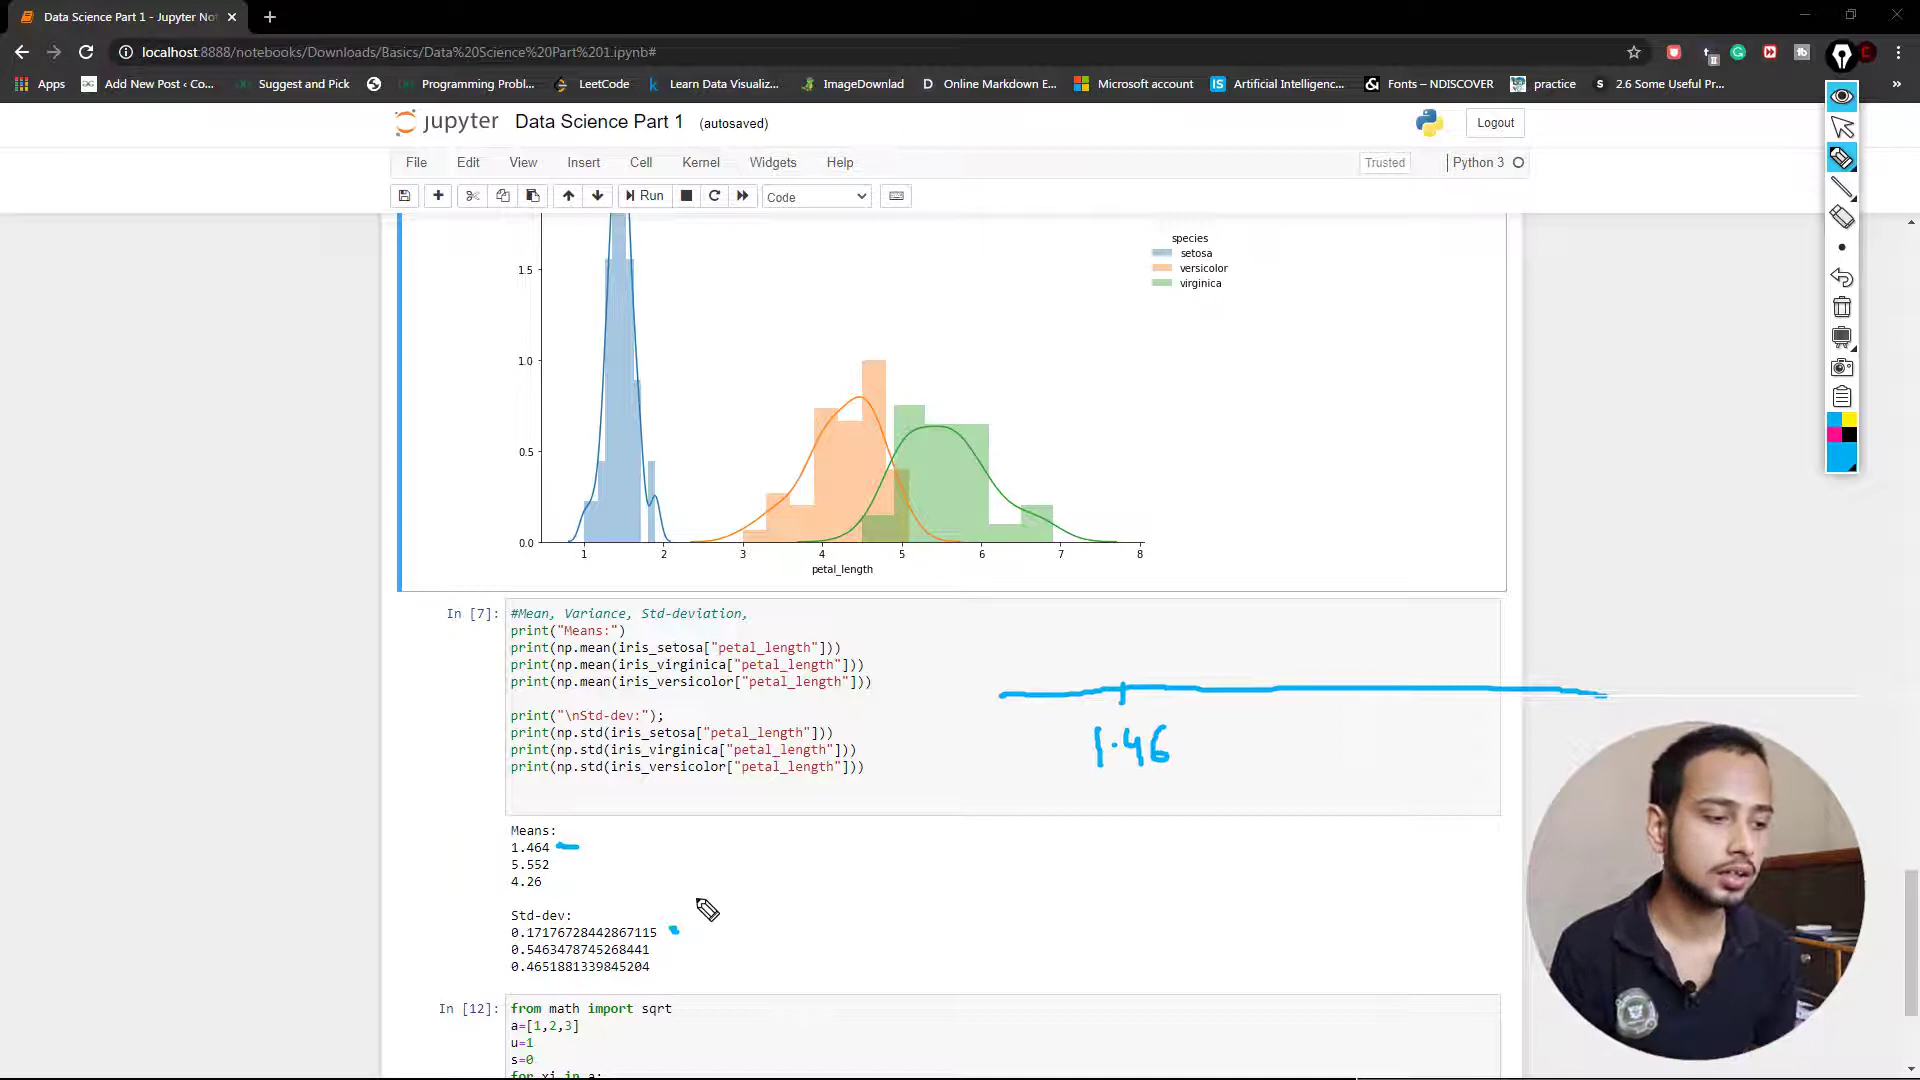 Data Science Part 1 - Jupyter No
localhost:8888/notebooks/Downloads/Basics/Data%20Science%20Part%201.ipynb#
Apps Add New Post ‹ Co... Suggest and Pick Programming Probl... LeetCode Learn Data Visualiz... ImageDownlad Online Markdown E... Microsoft account Artificial Intelligenc... Fonts – NDISCOVER practice 2.6 Some Useful Pr... »
jupyter Data Science Part 1 (autosaved) Logout
File Edit View Insert Cell Kernel Widgets Help Trusted Python 3
Run Code
species
setosa
versicolor
virginica
1.5
1.0
0.5
0.0
1 2 3 4 5 6 7 8
petal_length
In [7]: #Mean, Variance, Std-deviation,
print("Means:")
print(np.mean(iris_setosa["petal_length"]))
print(np.mean(iris_virginica["petal_length"]))
print(np.mean(iris_versicolor["petal_length"]))
print("\nStd-dev:");
print(np.std(iris_setosa["petal_length"]))
print(np.std(iris_virginica["petal_length"]))
print(np.std(iris_versicolor["petal_length"]))
1.46
Means:
1.464
5.552
4.26
Std-dev:
0.17176728442867115
0.5463478745268441
0.4651881339845204
In [12]: from math import sqrt
a=[1,2,3]
u=1
s=0
for xi in a: